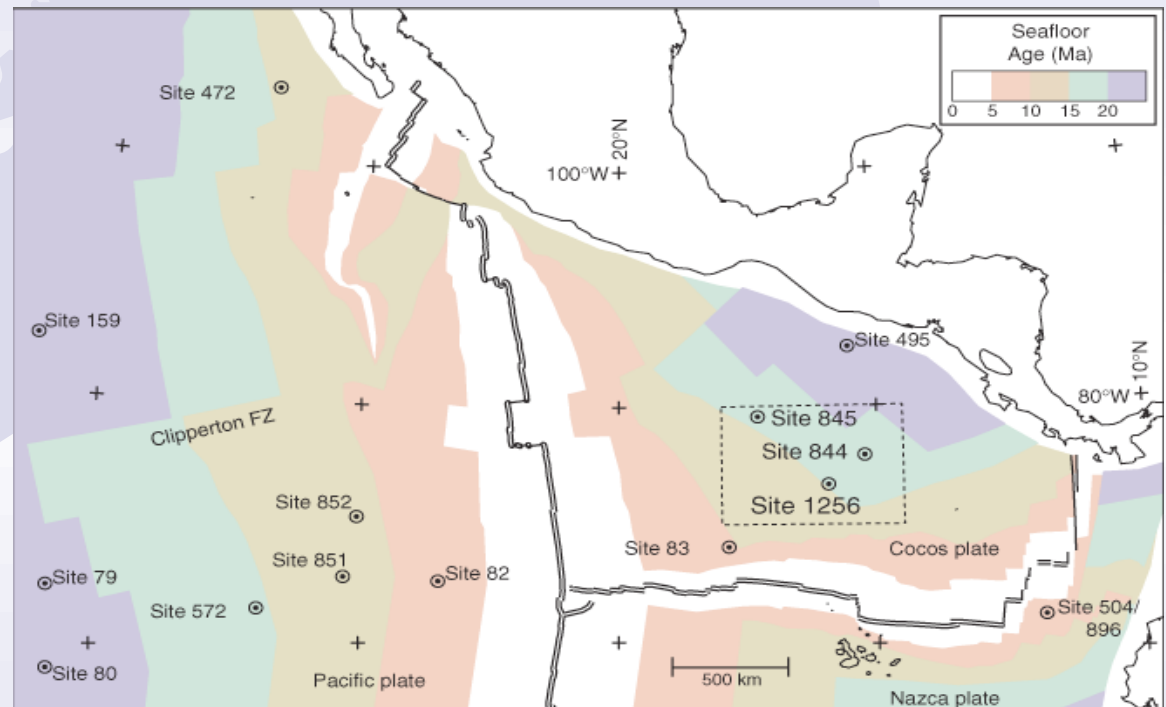 Seafloor
Age (Ma)
0 5 10 15 20
Site 472
20°N
100°W
Site 159
Site 495
10°N
80°W
Clipperton FZ
Site 845
Site 844
Site 1256
Site 852
Site 851
Site 83
Cocos plate
Site 79
Site 82
Site 572
Site 504/
896
Site 80
Pacific plate
500 km
Nazca plate